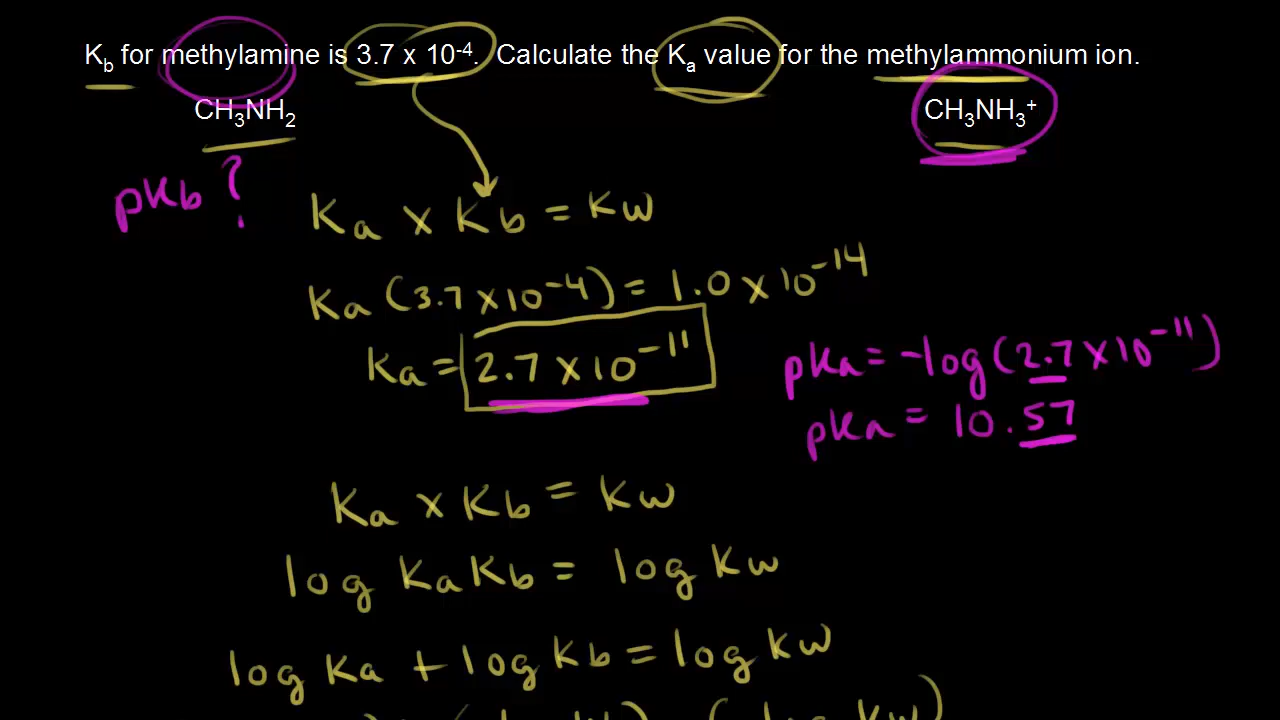 K_b for methylamine is 3.7 x 10⁻⁴. Calculate the K_a value for the methylammonium ion.
CH₃NH₂ CH₃NH₃⁺
pKb ?
Ka x Kb = Kw
Ka (3.7 x 10⁻⁴) = 1.0 x 10⁻¹⁴
Ka = 2.7 x 10⁻¹¹
pKa = -log (2.7 x 10⁻¹¹)
pKa = 10.57
Ka x Kb = Kw
log KaKb = log Kw
log Ka + log Kb = log Kw